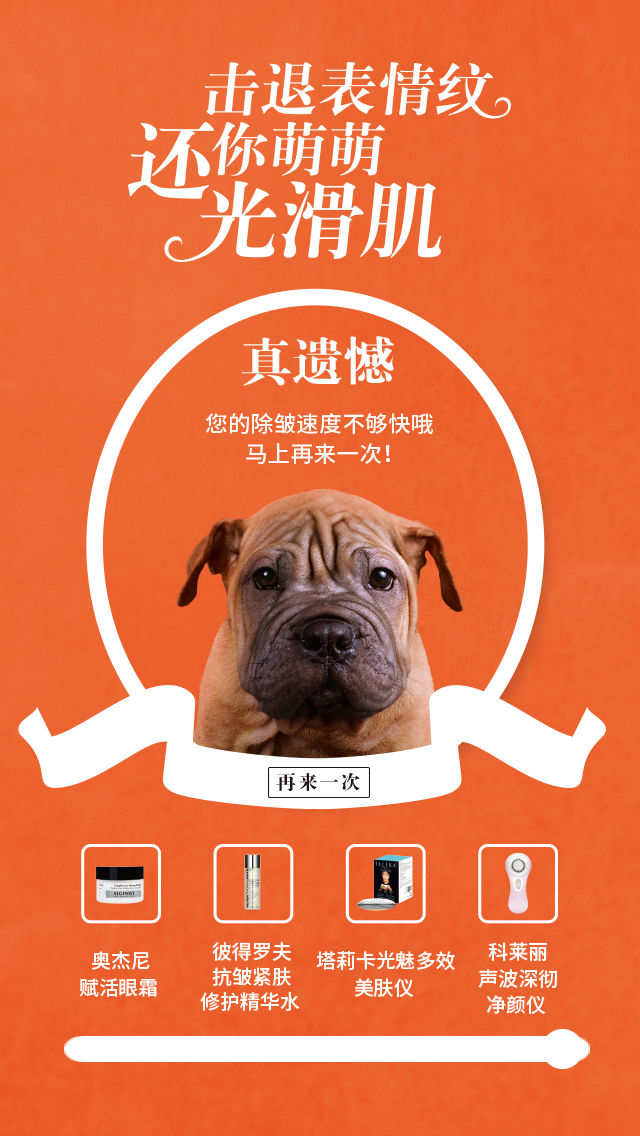 击退表情纹
还你萌萌
光滑肌
真遗憾
您的除皱速度不够快哦
马上再来一次！
再来一次
ALGENIST
TALIKA
奥杰尼
赋活眼霜
彼得罗夫
抗皱紧肤
修护精华水
塔莉卡光魅多效
美肤仪
科莱丽
声波深彻
净颜仪